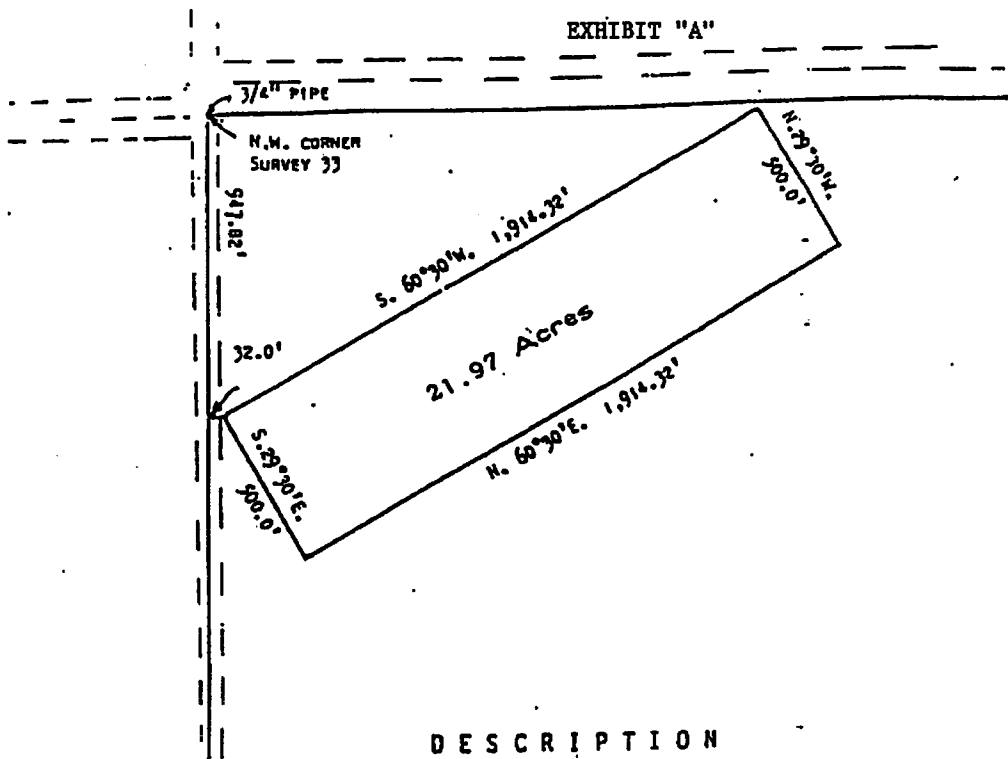 EXHIBIT "A"
3/4" PIPE
N.W. CORNER
SURVEY 33
947.82'
N.29°30'W.
500.0'
S. 60°30'W. 1,914.32'
32.0'
21.97 Acres
S.29°30'E.
500.0'
N. 60°30'E. 1,914.32'
DESCRIPTION